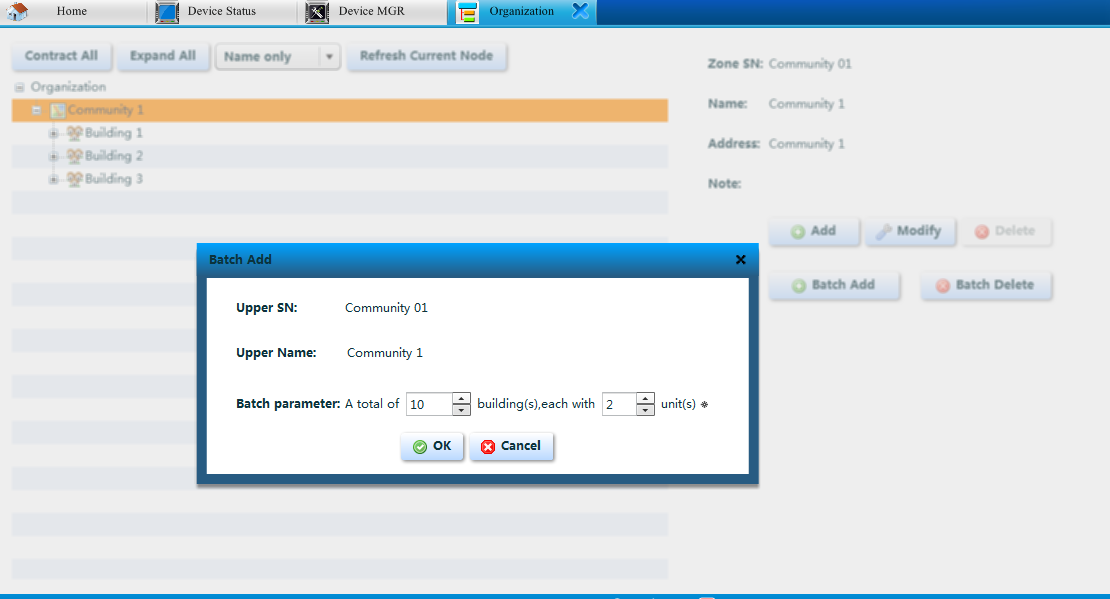 Home Device Status Device MGR Organization
Contract All Expand All Name only Refresh Current Node
Organization
Community 1
Building 1
Building 2
Building 3
Zone SN: Community 01
Name: Community 1
Address: Community 1
Note:
Add Modify Delete
Batch Add Batch Delete
Batch Add
Upper SN: Community 01
Upper Name: Community 1
Batch parameter: A total of 10 building(s),each with 2 unit(s) *
OK Cancel